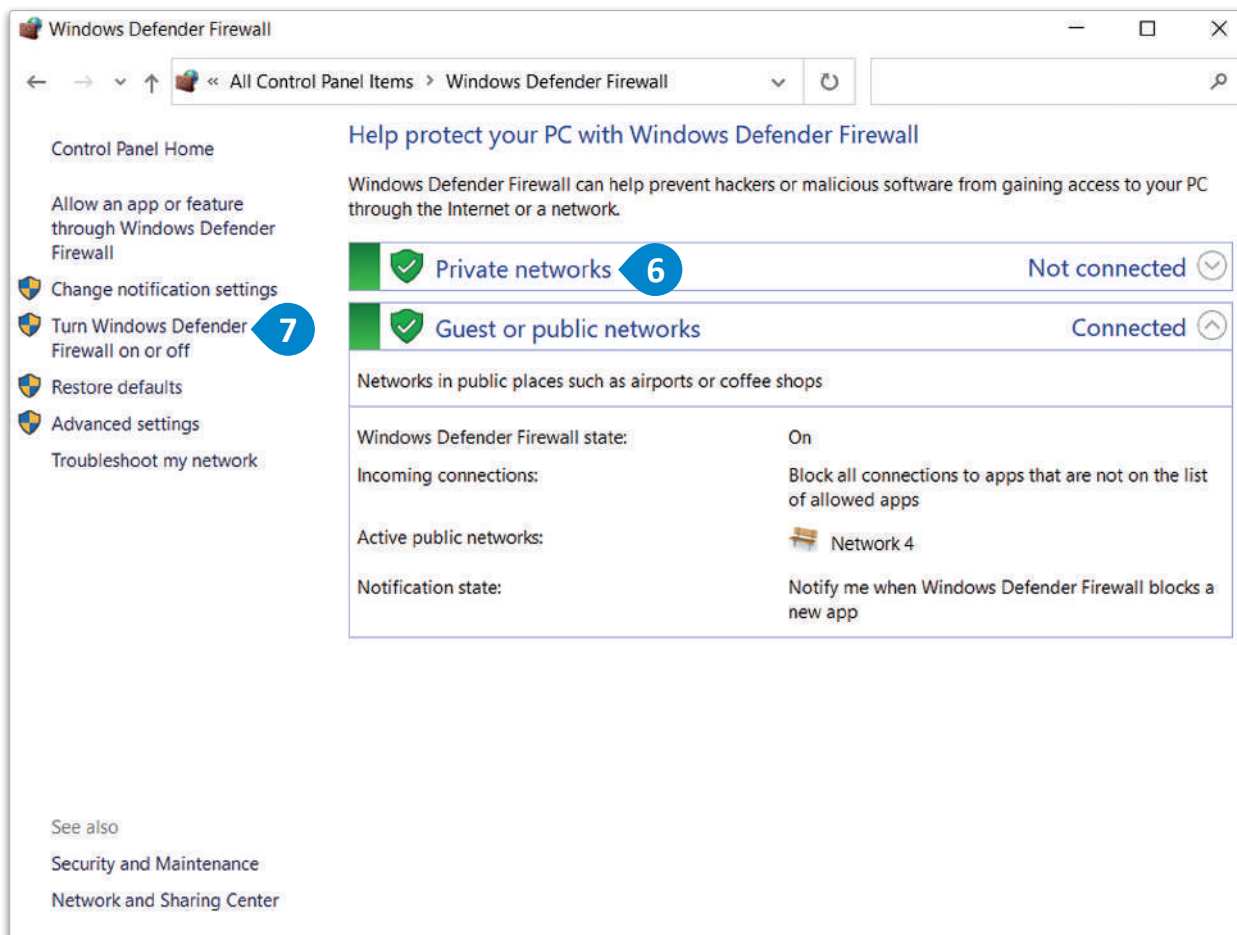 Windows Defender Firewall
« All Control Panel Items > Windows Defender Firewall
Control Panel Home
Allow an app or feature
through Windows Defender
Firewall
Change notification settings
Turn Windows Defender
Firewall on or off
7
Restore defaults
Advanced settings
Troubleshoot my network
See also
Security and Maintenance
Network and Sharing Center
Help protect your PC with Windows Defender Firewall
Windows Defender Firewall can help prevent hackers or malicious software from gaining access to your PC
through the Internet or a network.
Private networks 6 Not connected
Guest or public networks Connected
Networks in public places such as airports or coffee shops
Windows Defender Firewall state: On
Incoming connections: Block all connections to apps that are not on the list
of allowed apps
Active public networks: Network 4
Notification state: Notify me when Windows Defender Firewall blocks a
new app